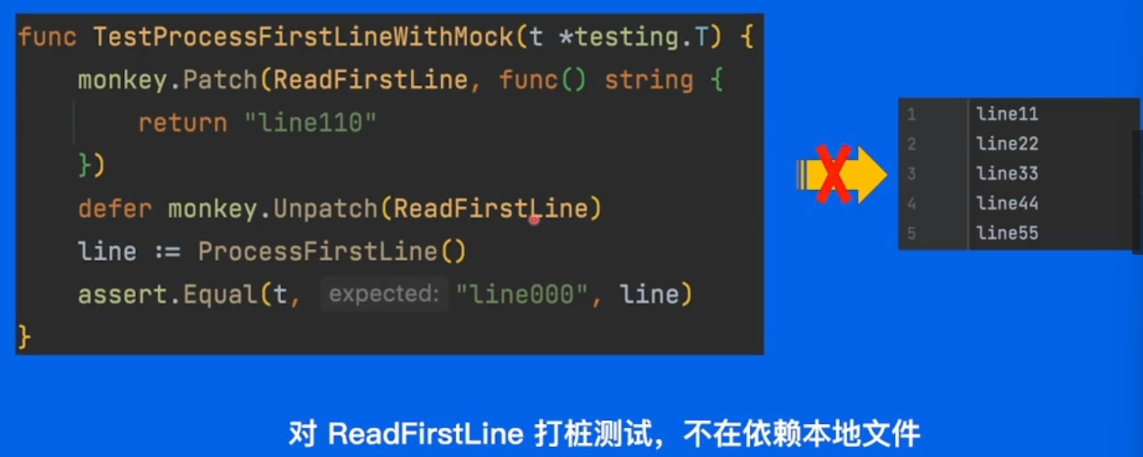 func TestProcessFirstLineWithMock(t *testing.T) {
    monkey.Patch(ReadFirstLine, func() string {
        return "line110"
    })
    defer monkey.Unpatch(ReadFirstLine)
    line := ProcessFirstLine()
    assert.Equal(t, expected: "line000", line)
}
1 line11
2 line22
3 line33
4 line44
5 line55
对 ReadFirstLine 打桩测试，不在依赖本地文件